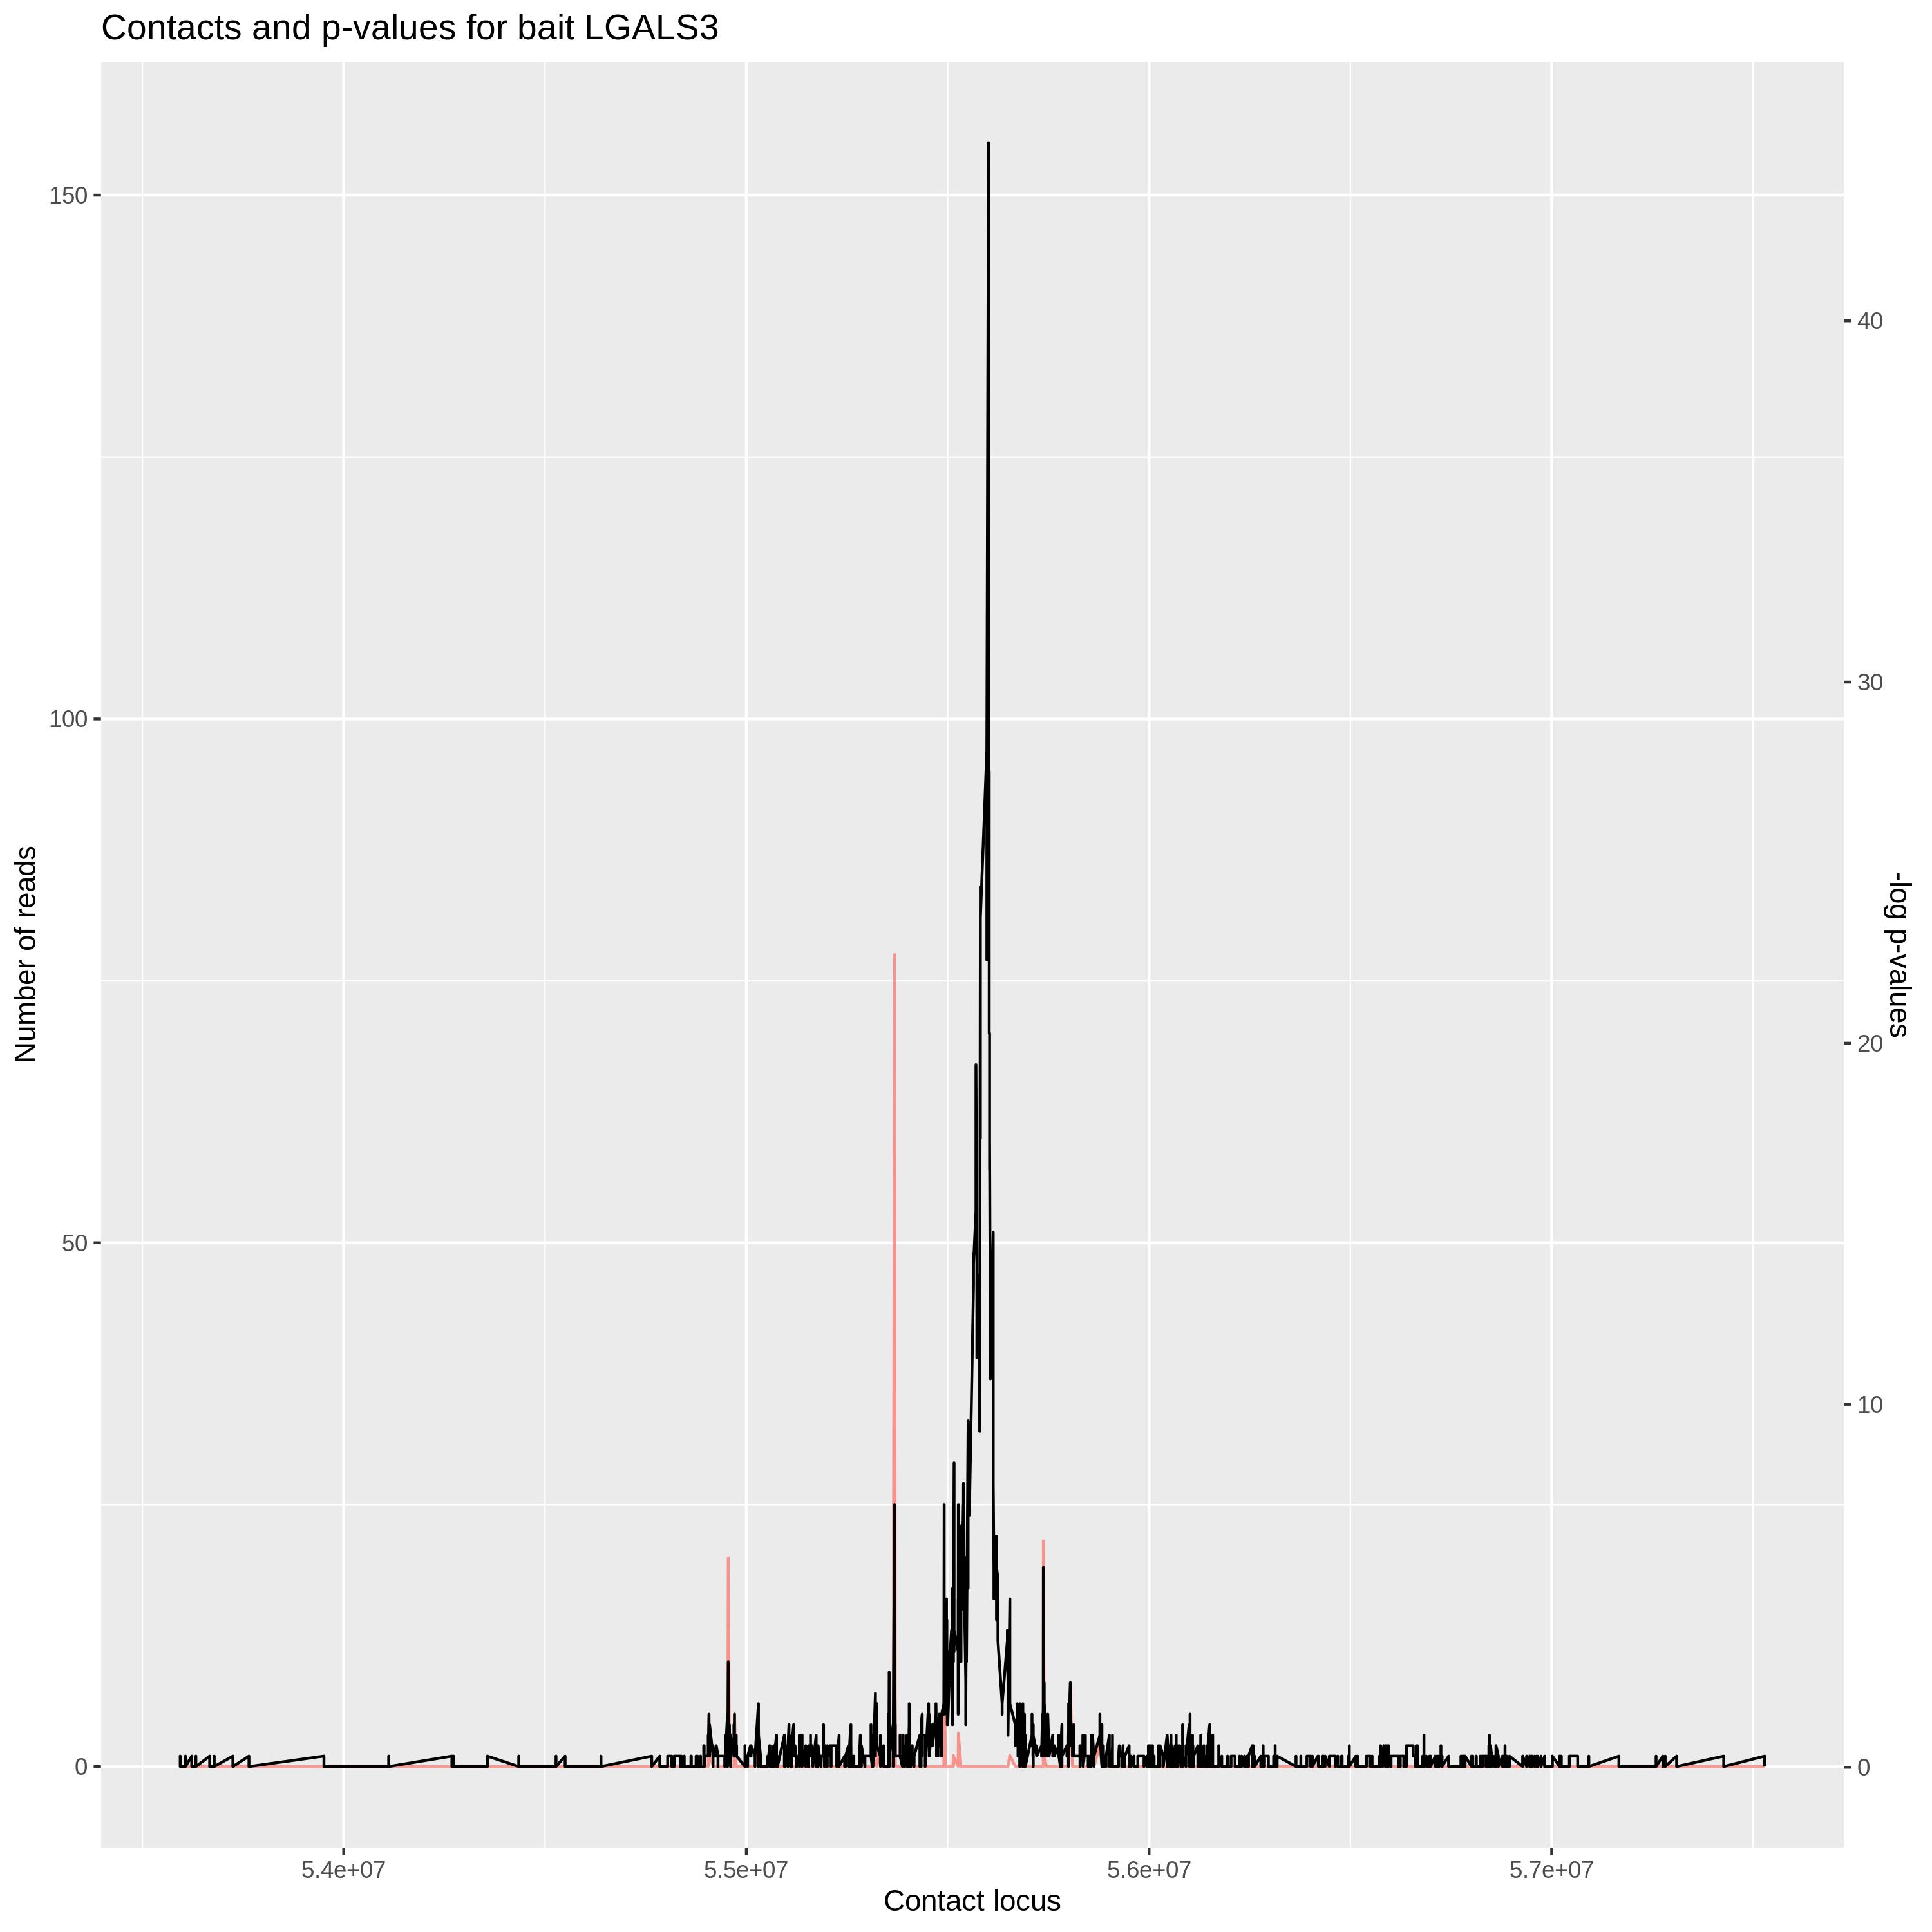 Contacts and p-values for bait LGALS3
150
100
50
0
Number of reads
40
30
20
10
0
-log p-values
5.4e+07
5.5e+07
5.6e+07
5.7e+07
Contact locus